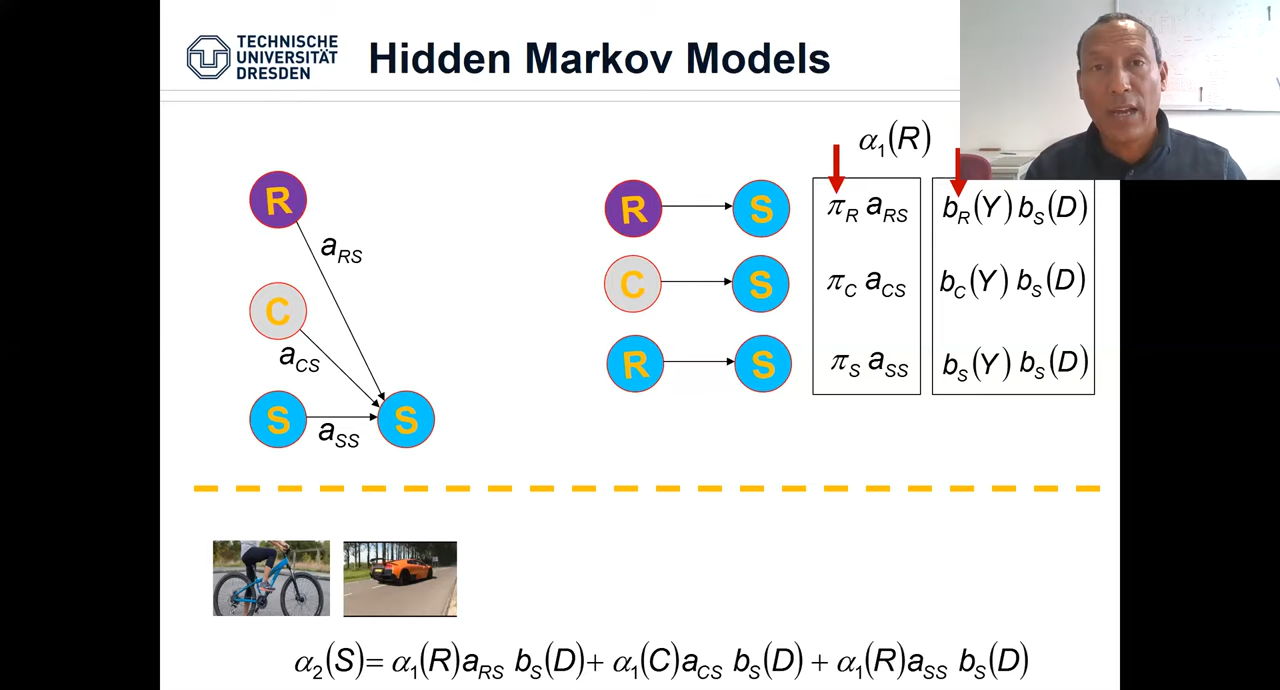 TECHNISCHE
UNIVERSITÄT
DRESDEN
Hidden Markov Models
α₁(R)
R
a_RS
C
a_CS
S
a_SS
S
R S π_R a_RS b_R(Y) b_S(D)
C S π_C a_CS b_C(Y) b_S(D)
R S π_S a_SS b_S(Y) b_S(D)
α₂(S)= α₁(R)a_RS b_S(D)+ α₁(C)a_CS b_S(D) + α₁(R)a_SS b_S(D)